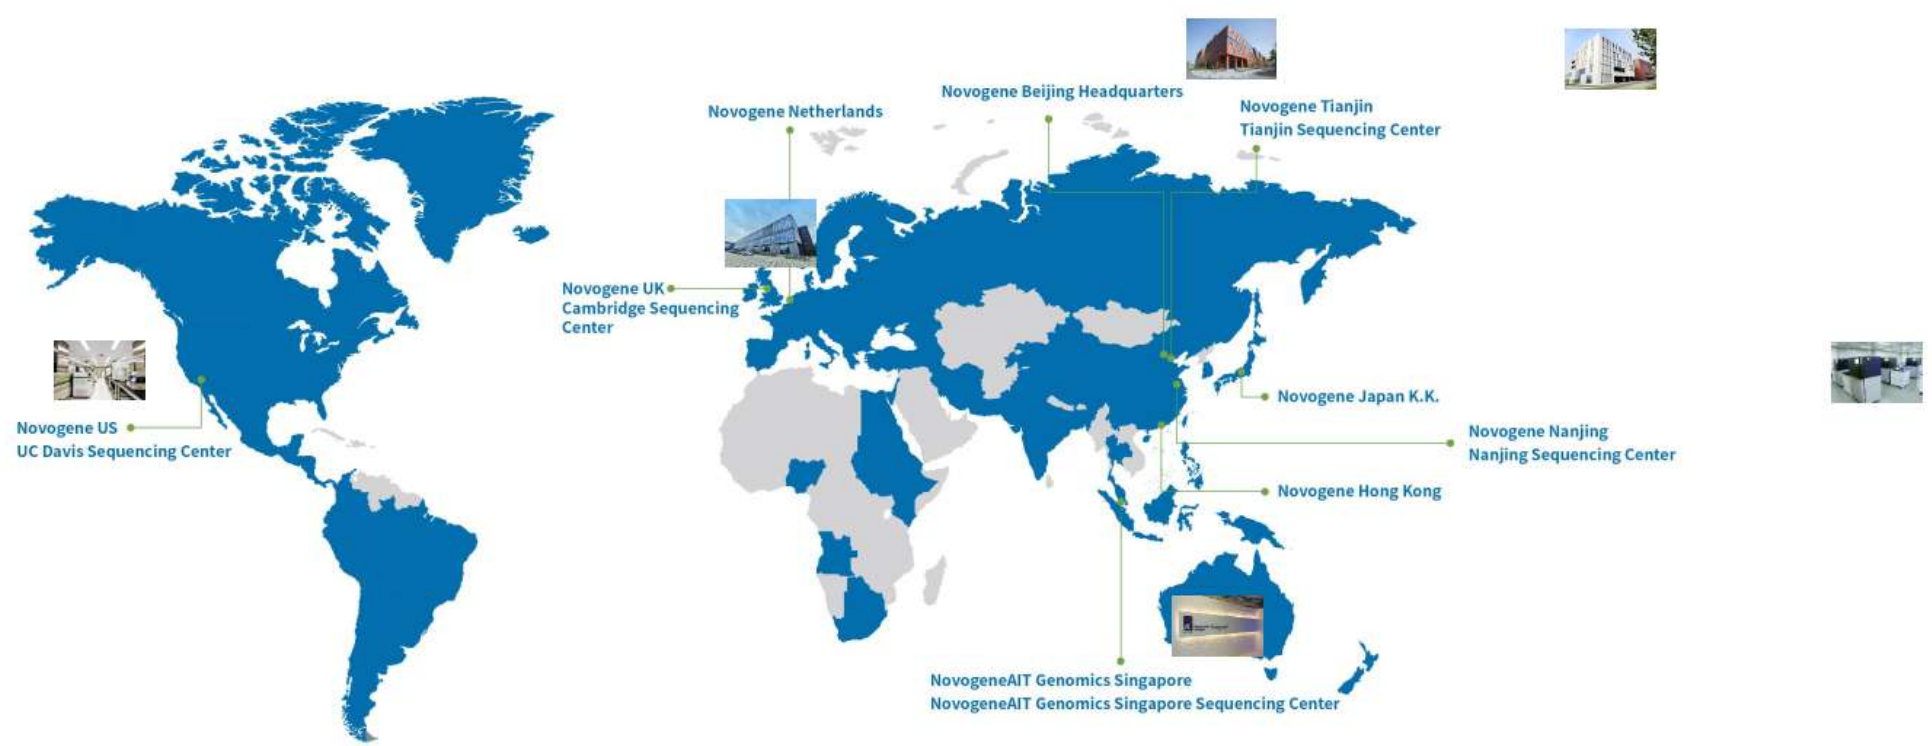 Novogene Beijing Headquarters
Novogene Netherlands
Novogene Tianjin
Tianjin Sequencing Center
Novogene UK
Cambridge Sequencing
Center
Novogene Japan K.K.
Novogene US
UC Davis Sequencing Center
Novogene Nanjing
Nanjing Sequencing Center
Novogene Hong Kong
NovogeneAIT Genomics Singapore
NovogeneAIT Genomics Singapore Sequencing Center